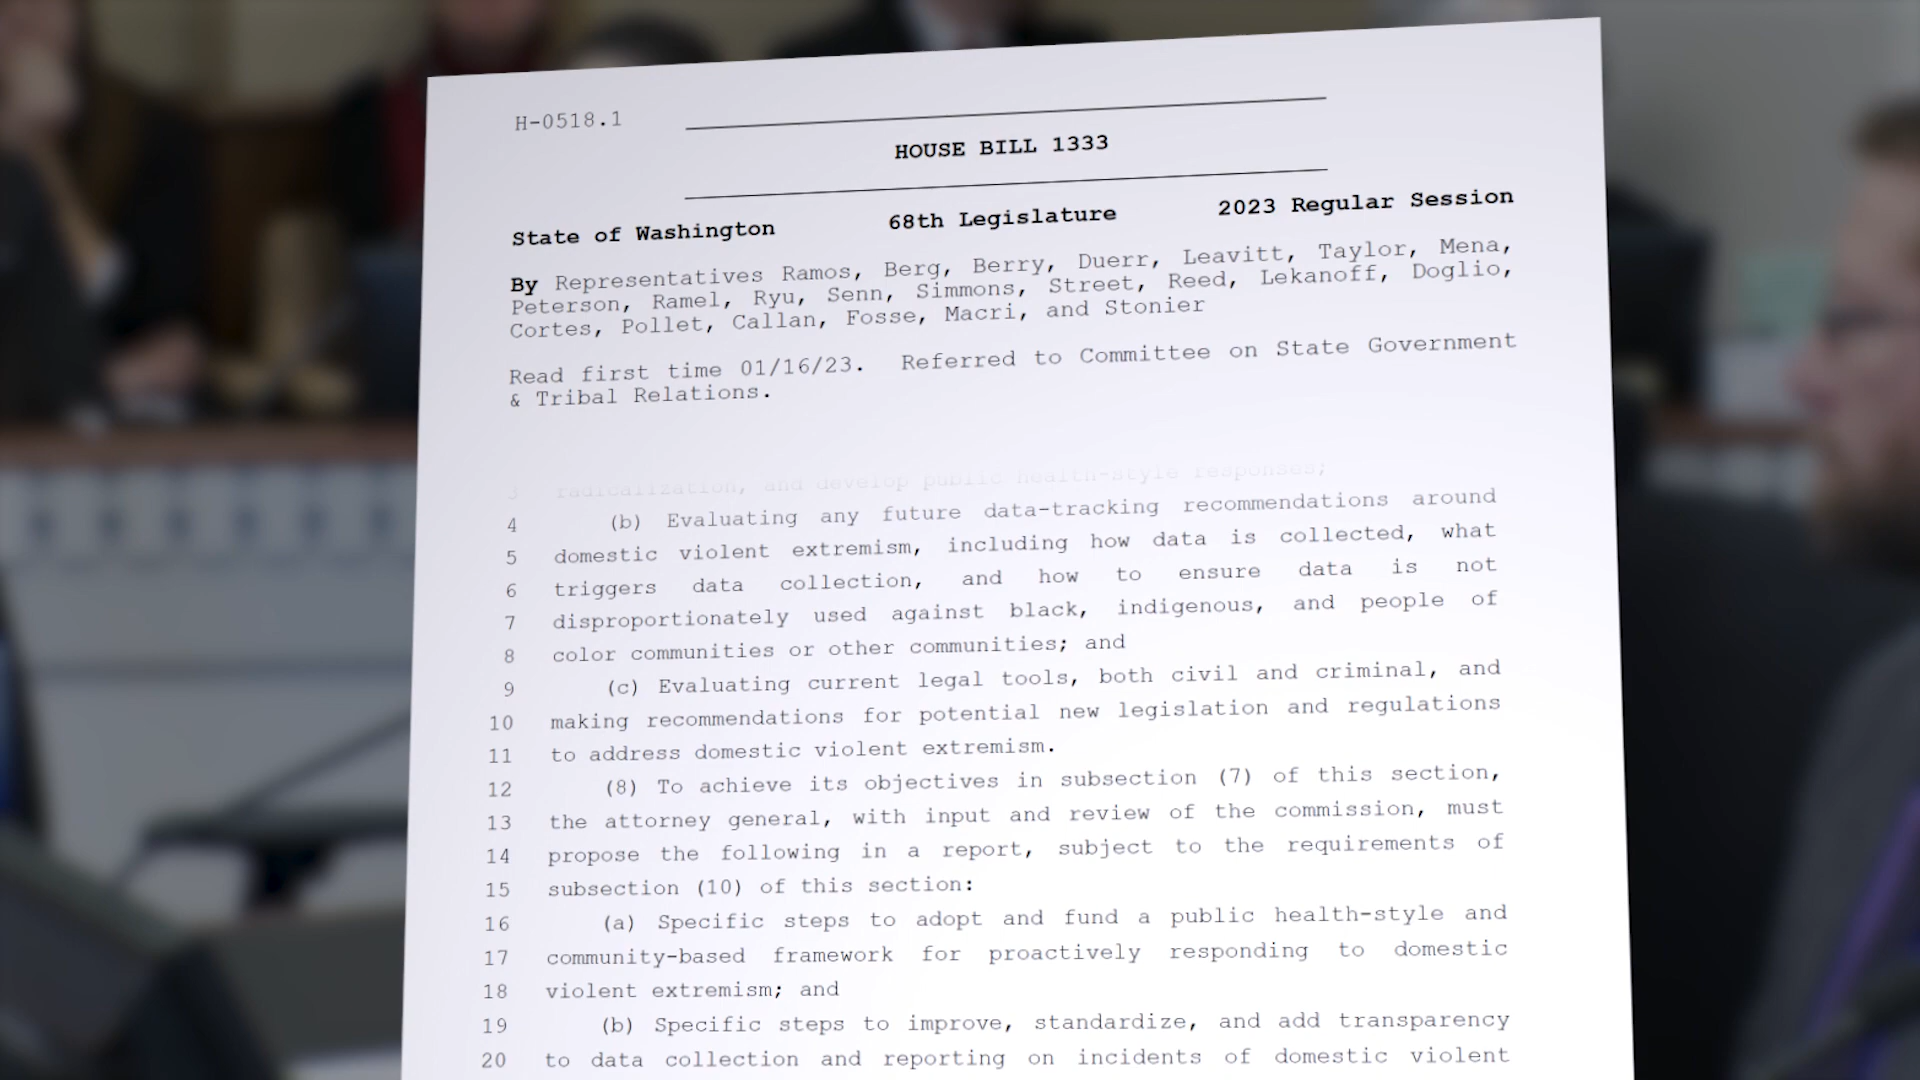 H-0518.1
HOUSE BILL 1333
State of Washington 68th Legislature 2023 Regular Session
By Representatives Ramos, Berg, Berry, Duerr, Leavitt, Taylor, Mena,
Peterson, Ramel, Ryu, Senn, Simmons, Street, Reed, Lekanoff, Doglio,
Cortes, Pollet, Callan, Fosse, Macri, and Stonier
Read first time 01/16/23. Referred to Committee on State Government
& Tribal Relations.
3 radicalization, and develop public health-style responses;
4 (b) Evaluating any future data-tracking recommendations around
5 domestic violent extremism, including how data is collected, what
6 triggers data collection, and how to ensure data is not
7 disproportionately used against black, indigenous, and people of
8 color communities or other communities; and
9 (c) Evaluating current legal tools, both civil and criminal, and
10 making recommendations for potential new legislation and regulations
11 to address domestic violent extremism.
12 (8) To achieve its objectives in subsection (7) of this section,
13 the attorney general, with input and review of the commission, must
14 propose the following in a report, subject to the requirements of
15 subsection (10) of this section:
16 (a) Specific steps to adopt and fund a public health-style and
17 community-based framework for proactively responding to domestic
18 violent extremism; and
19 (b) Specific steps to improve, standardize, and add transparency
20 to data collection and reporting on incidents of domestic violent